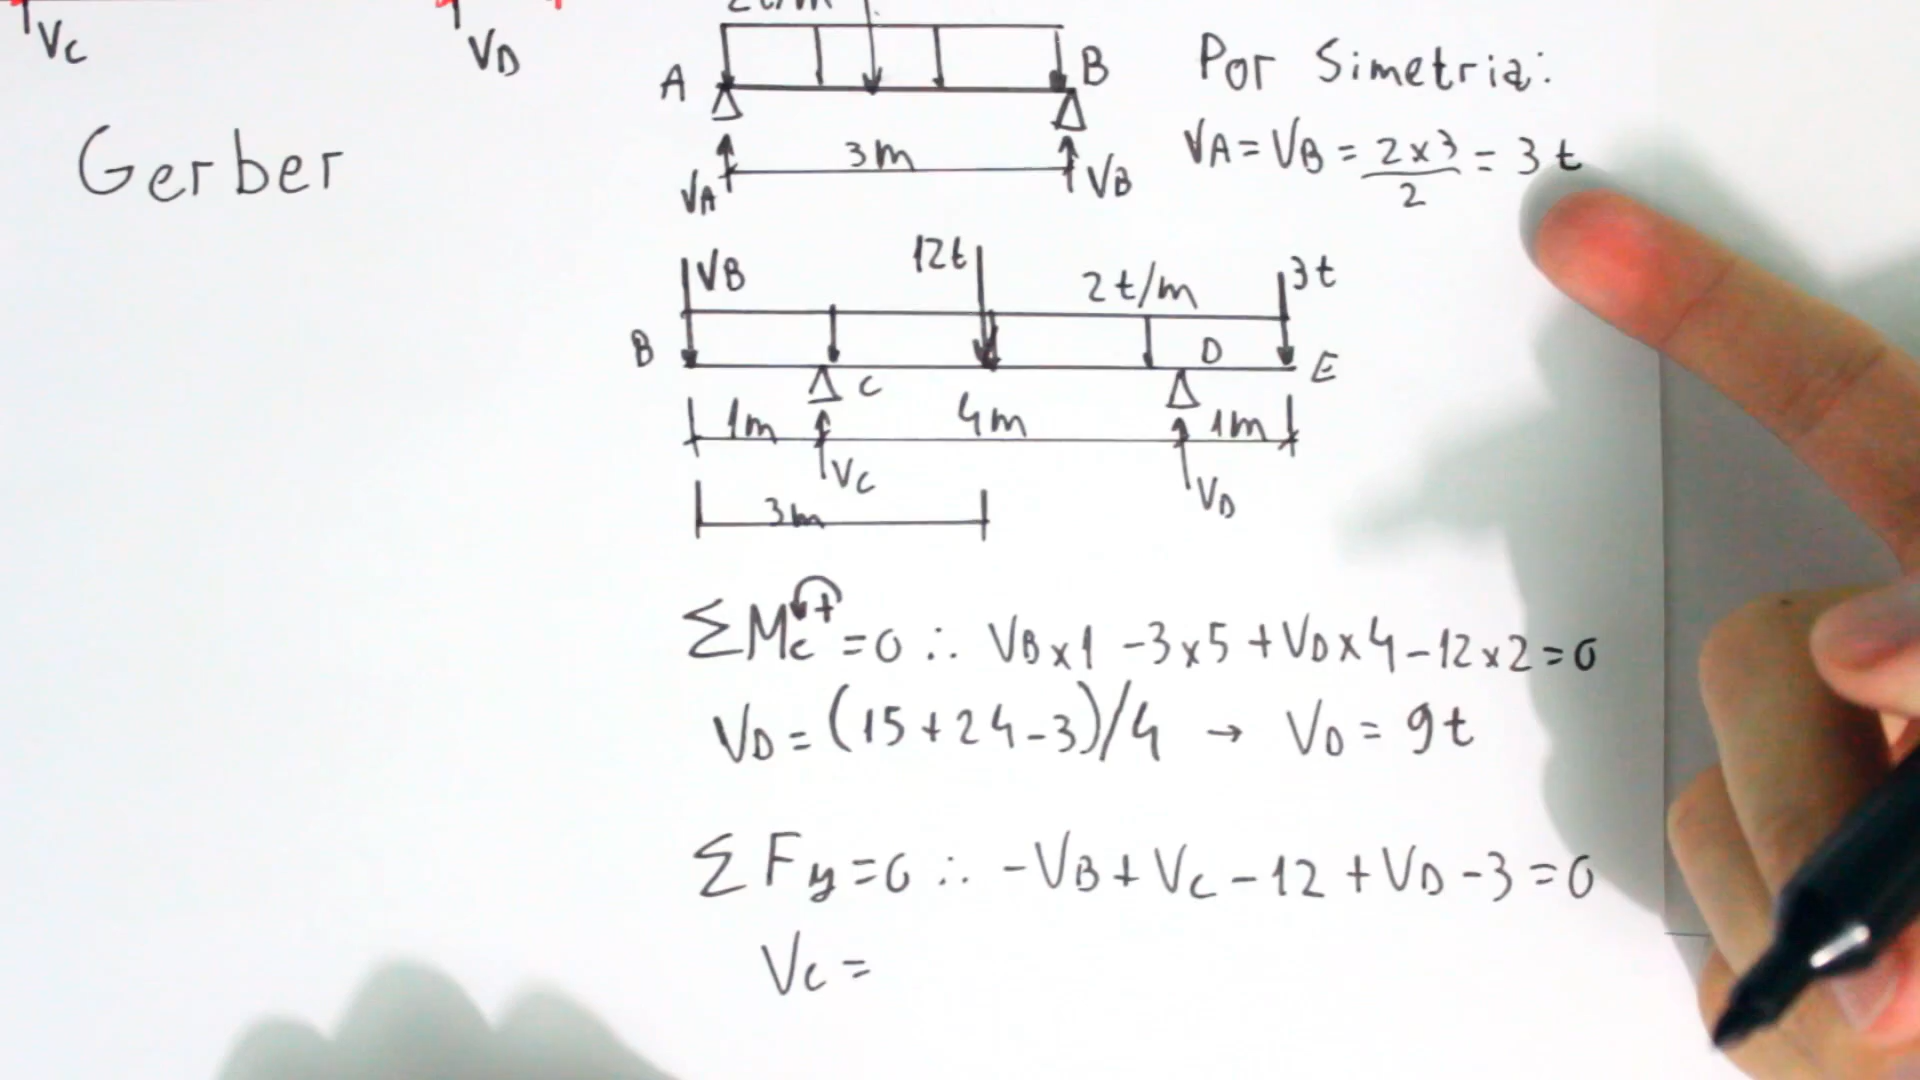 VC
VD
Gerber
2t/m
A
B
3m
VA
VB
Por Simetria:
VA = VB = 2x3/2 = 3t
VB
12t
2t/m
3t
B
C
D
E
1m
4m
1m
VC
VD
3m
ΣMc + = 0 ∴ VB x 1 - 3 x 5 + VD x 4 - 12 x 2 = 0
VD = (15 + 24 - 3)/4 → VD = 9t
ΣFy = 0 ∴ -VB + VC - 12 + VD - 3 = 0
VC =